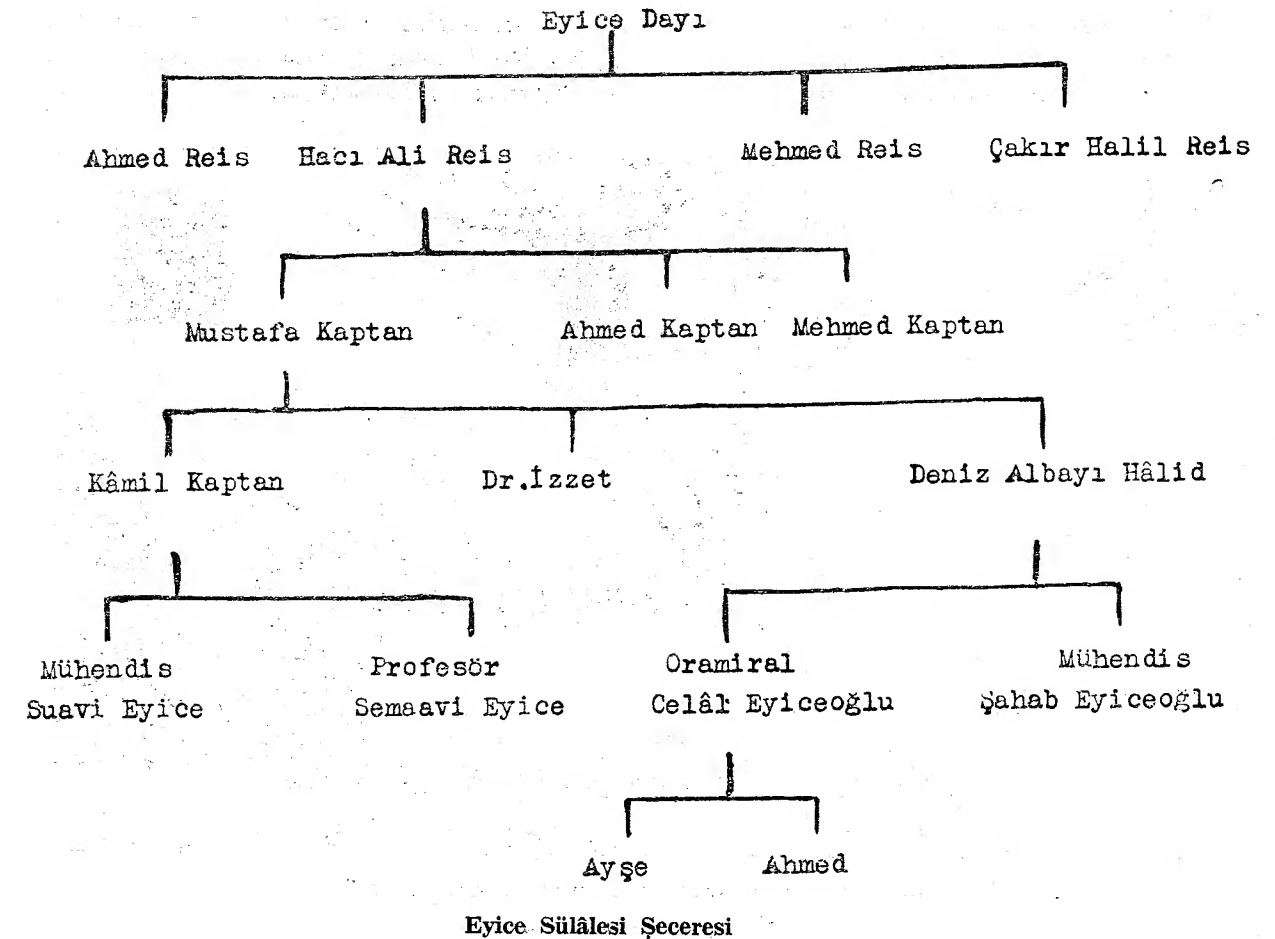 Eyice Dayı
Ahmed Reis Hacı Ali Reis Mehmed Reis Çakır Halil Reis
Mustafa Kaptan Ahmed Kaptan Mehmed Kaptan
Kâmil Kaptan Dr.İzzet Deniz Albayı Hâlid
Mühendis Profesör Oramiral Mühendis
Suavi Eyice Semaavi Eyice Celâl Eyiceoğlu Şahab Eyiceoğlu
Ayşe Ahmed
Eyice Sülâlesi Şeceresi